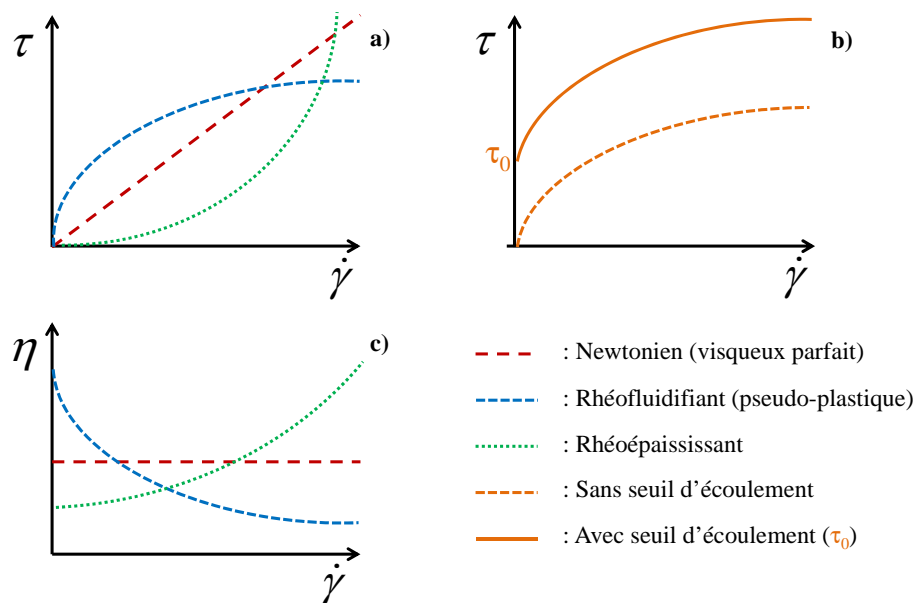 τ
a)
γ̇
τ
b)
τ₀
γ̇
η
c)
γ̇
: Newtonien (visqueux parfait)
: Rhéofluidifiant (pseudo-plastique)
: Rhéoépaississant
: Sans seuil d'écoulement
: Avec seuil d'écoulement (τ₀)